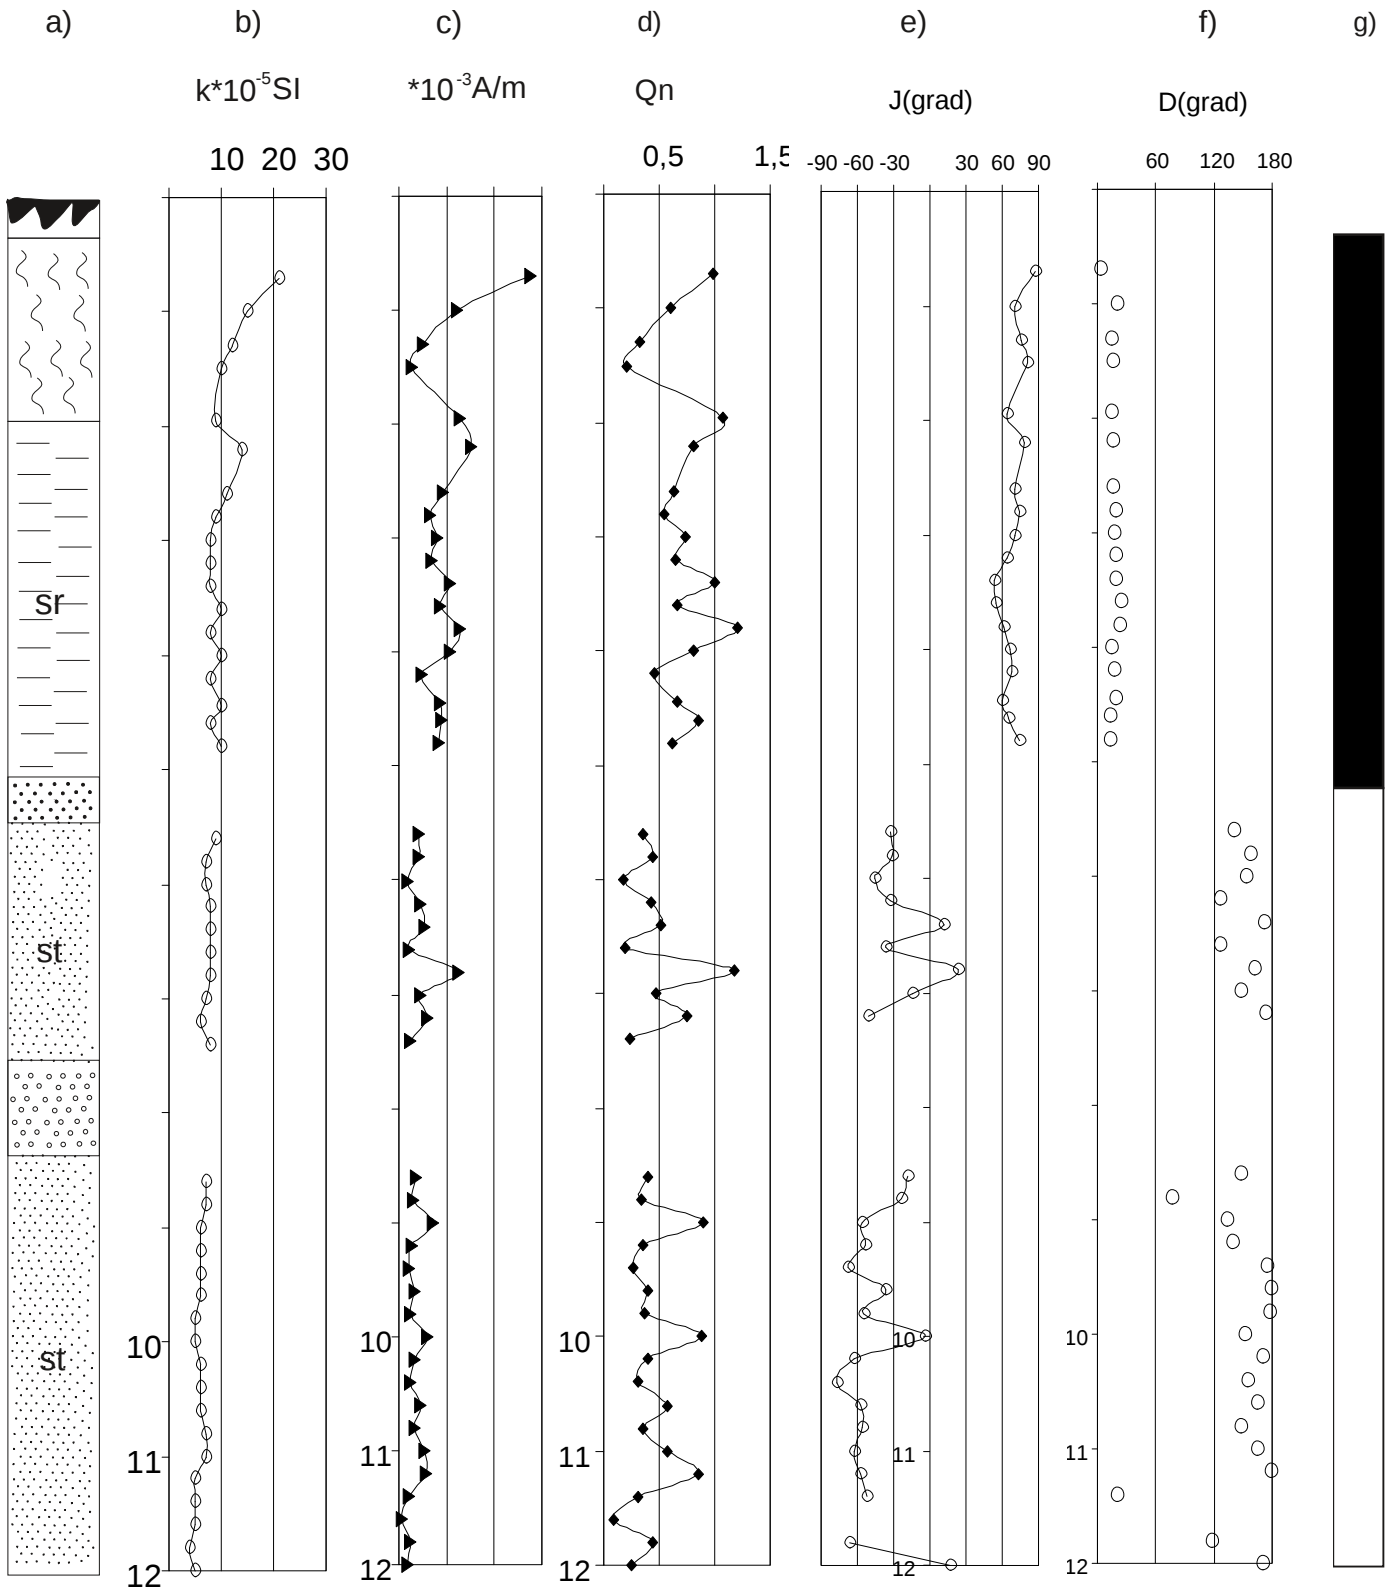 a) b) c) d) e) f) g)
k*10-5SI *10-3A/m Qn J(grad) D(grad)
10 20 30 0,5 1,5 -90 -60 -30 30 60 90 60 120 180
sr
st
10 10 10 10 10
st
11 11 11 11 11
12 12 12 12 12